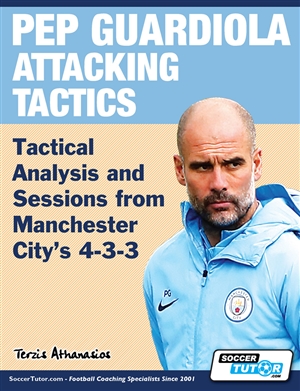 PEP GUARDIOLA
ATTACKING
TACTICS
Tactical
Analysis and
Sessions from
Manchester
City's 4-3-3
PG
Terzis Athanasios
SOCCER
TUTOR
.COM
SoccerTutor.com - Football Coaching Specialists Since 2001